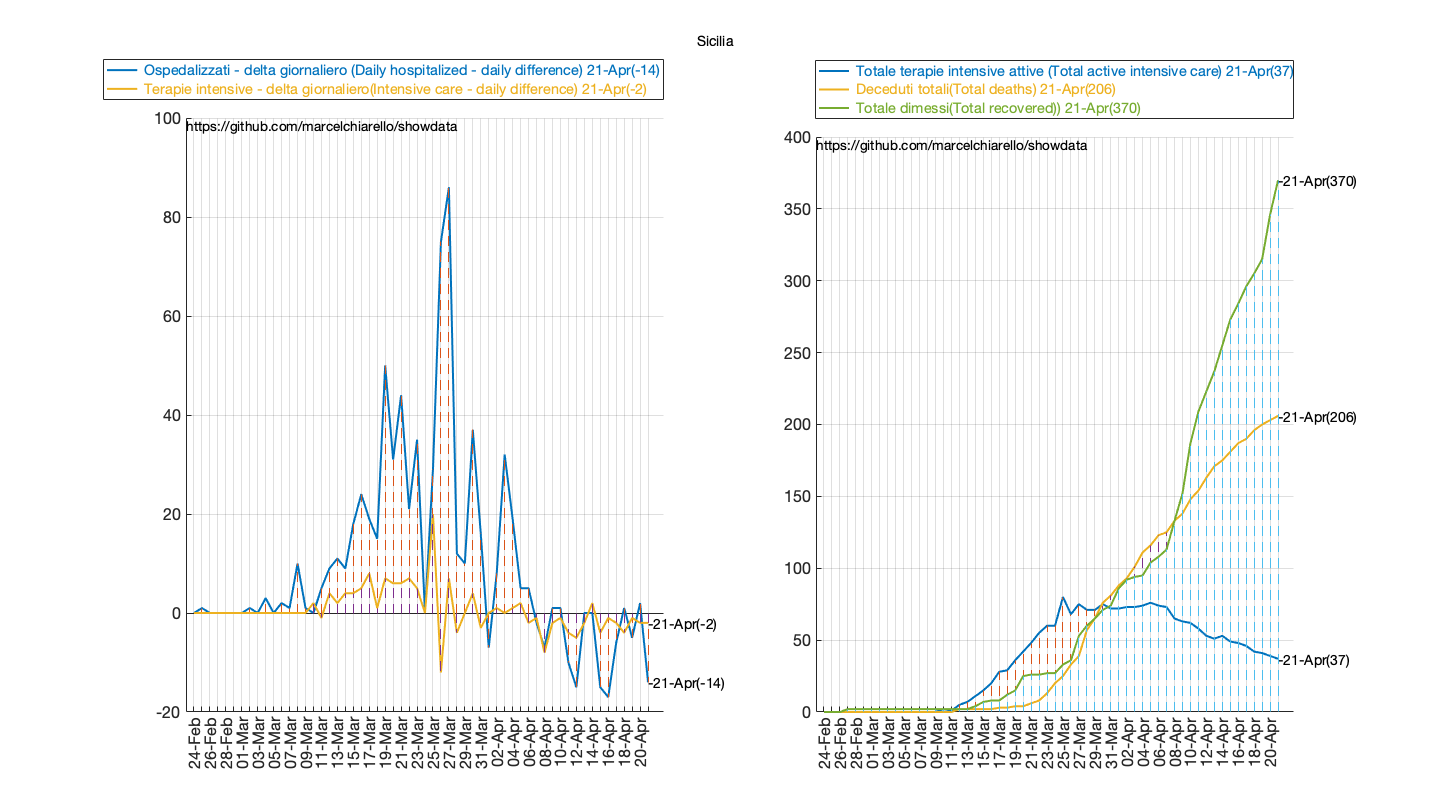 Sicilia
Ospedalizzati - delta giornaliero (Daily hospitalized - daily difference) 21-Apr(-14)
Terapie intensive - delta giornaliero(Intensive care - daily difference) 21-Apr(-2)
https://github.com/marcelchiarello/showdata
100
80
60
40
20
0
-20
-21-Apr(-2)
-21-Apr(-14)
24-Feb
26-Feb
28-Feb
01-Mar
03-Mar
05-Mar
07-Mar
09-Mar
11-Mar
13-Mar
15-Mar
17-Mar
19-Mar
21-Mar
23-Mar
25-Mar
27-Mar
29-Mar
31-Mar
02-Apr
04-Apr
06-Apr
08-Apr
10-Apr
12-Apr
14-Apr
16-Apr
18-Apr
20-Apr
Totale terapie intensive attive (Total active intensive care) 21-Apr(37)
Deceduti totali(Total deaths) 21-Apr(206)
Totale dimessi(Total recovered)) 21-Apr(370)
https://github.com/marcelchiarello/showdata
400
350
300
250
200
150
100
50
0
-21-Apr(370)
-21-Apr(206)
-21-Apr(37)
24-Feb
26-Feb
28-Feb
01-Mar
03-Mar
05-Mar
07-Mar
09-Mar
11-Mar
13-Mar
15-Mar
17-Mar
19-Mar
21-Mar
23-Mar
25-Mar
27-Mar
29-Mar
31-Mar
02-Apr
04-Apr
06-Apr
08-Apr
10-Apr
12-Apr
14-Apr
16-Apr
18-Apr
20-Apr